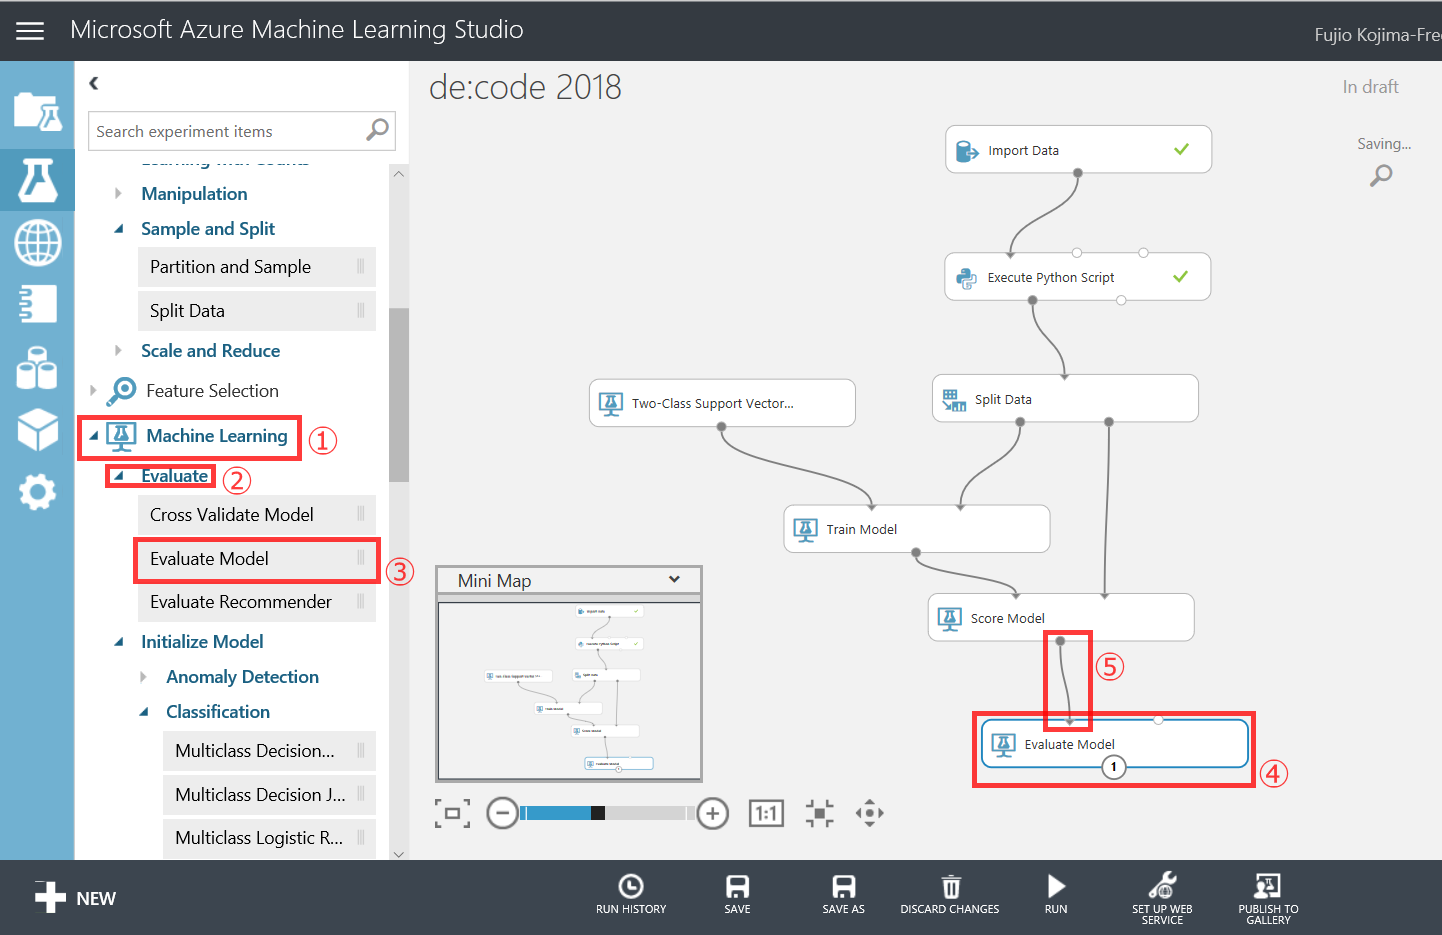 Microsoft Azure Machine Learning Studio
Fujio Kojima-Free
Search experiment items
Learning with Counts
Manipulation
Sample and Split
Partition and Sample
Split Data
Scale and Reduce
Feature Selection
Machine Learning
①
Evaluate
②
Cross Validate Model
Evaluate Model
③
Evaluate Recommender
Initialize Model
Anomaly Detection
Classification
Multiclass Decision...
Multiclass Decision J...
Multiclass Logistic R...
de:code 2018
In draft
Saving...
Import Data
Execute Python Script
Two-Class Support Vector...
Split Data
Train Model
Score Model
⑤
Evaluate Model
1
④
Mini Map
1:1
NEW
RUN HISTORY
SAVE
SAVE AS
DISCARD CHANGES
RUN
SET UP WEB
SERVICE
PUBLISH TO
GALLERY